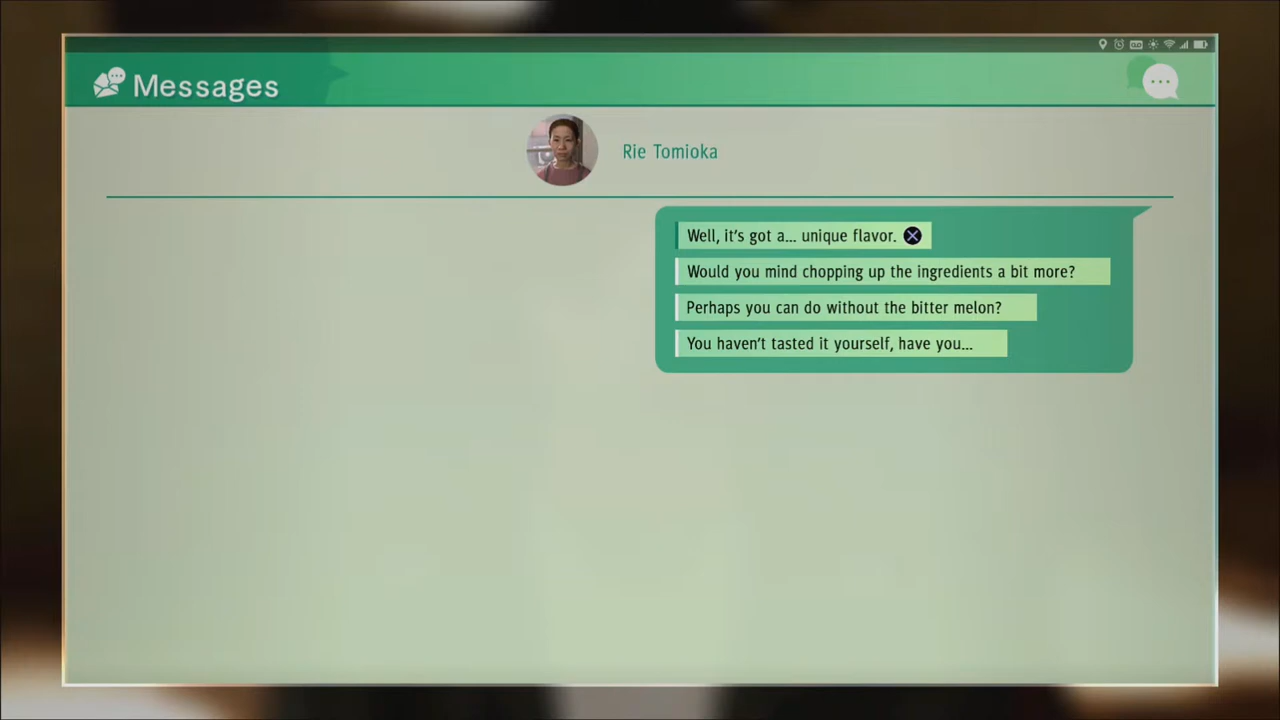 Messages
Rie Tomioka
Well, it's got a... unique flavor.
Would you mind chopping up the ingredients a bit more?
Perhaps you can do without the bitter melon?
You haven't tasted it yourself, have you...